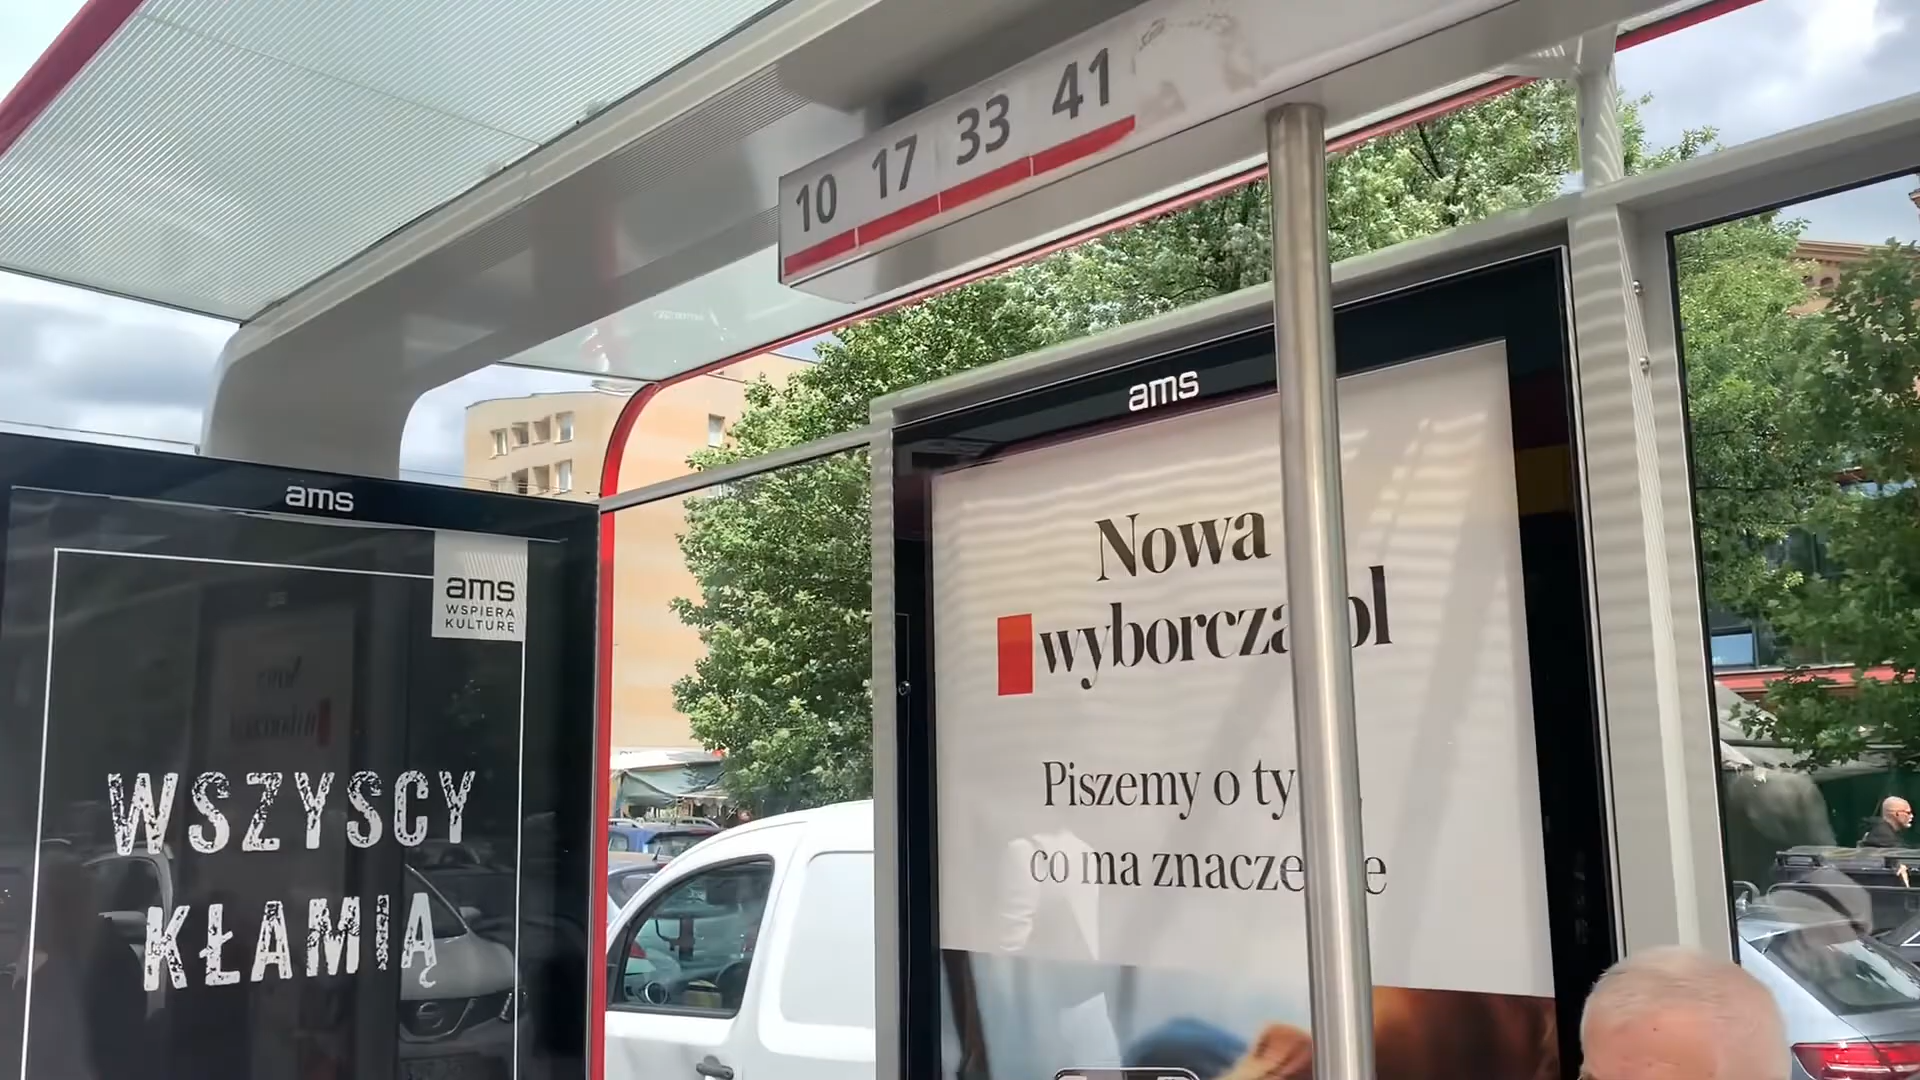 10 17 33 41
ams
ams
WSPIERA
KULTURĘ
WSZYSCY
KŁAMIĄ
ams
Nowa
wyborcza pl
Piszemy o ty
co ma znacze e